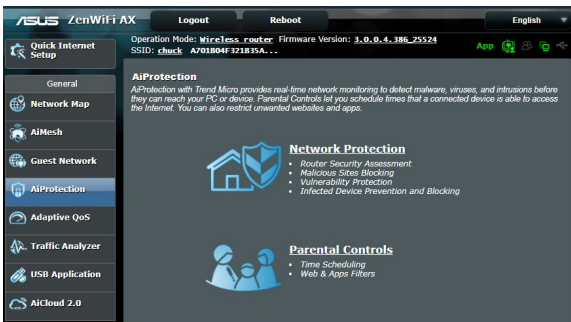 ASUS ZenWiFi AX Logout Reboot English
Quick Internet
Setup
Operation Mode: Wireless router Firmware Version: 3.0.0.4.386_25524
SSID: chuck A701B04F321B35A...
App
General
Network Map
AiMesh
Guest Network
AiProtection
Adaptive QoS
Traffic Analyzer
USB Application
AiCloud 2.0
AiProtection
AiProtection with Trend Micro provides real-time network monitoring to detect malware, viruses, and intrusions before
they can reach your PC or device. Parental Controls let you schedule times that a connected device is able to access
the Internet. You can also restrict unwanted websites and apps.
Network Protection
• Router Security Assessment
• Malicious Sites Blocking
• Vulnerability Protection
• Infected Device Prevention and Blocking
Parental Controls
• Time Scheduling
• Web & Apps Filters